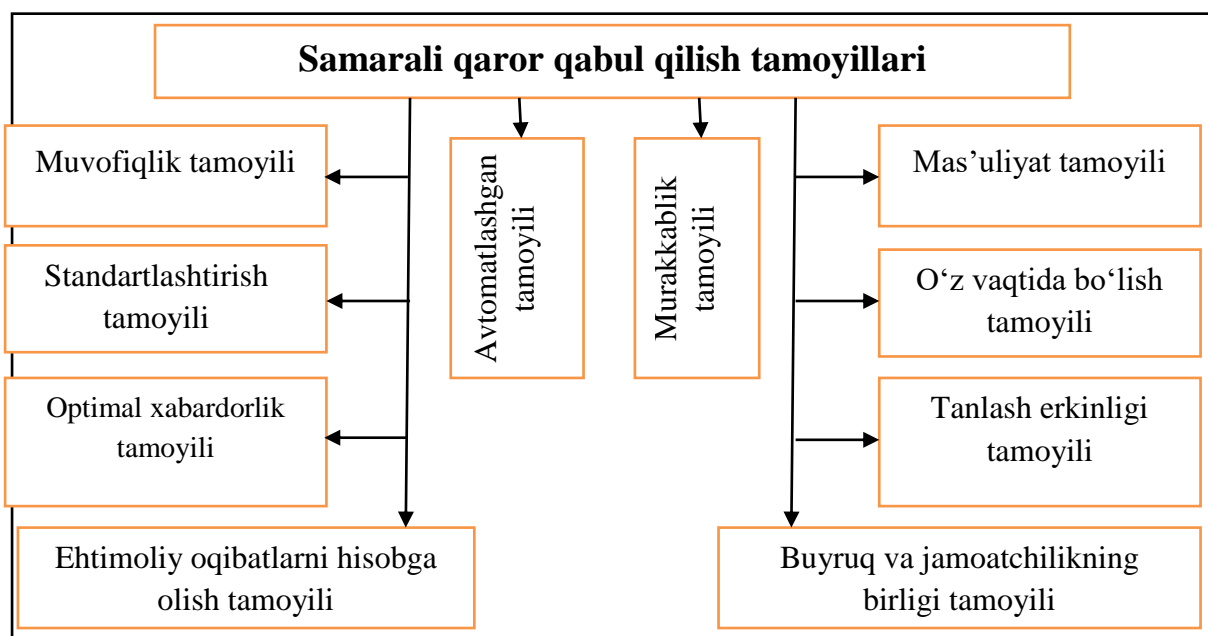 Samarali qaror qabul qilish tamoyillari
Muvofiqlik tamoyili
Standartlashtirish
tamoyili
Optimal xabardorlik
tamoyili
Ehtimoliy oqibatlarni hisobga
olish tamoyili
Avtomatlashgan
tamoyili
Murakkablik
tamoyili
Mas’uliyat tamoyili
O‘z vaqtida bo‘lish
tamoyili
Tanlash erkinligi
tamoyili
Buyruq va jamoatchilikning
birligi tamoyili